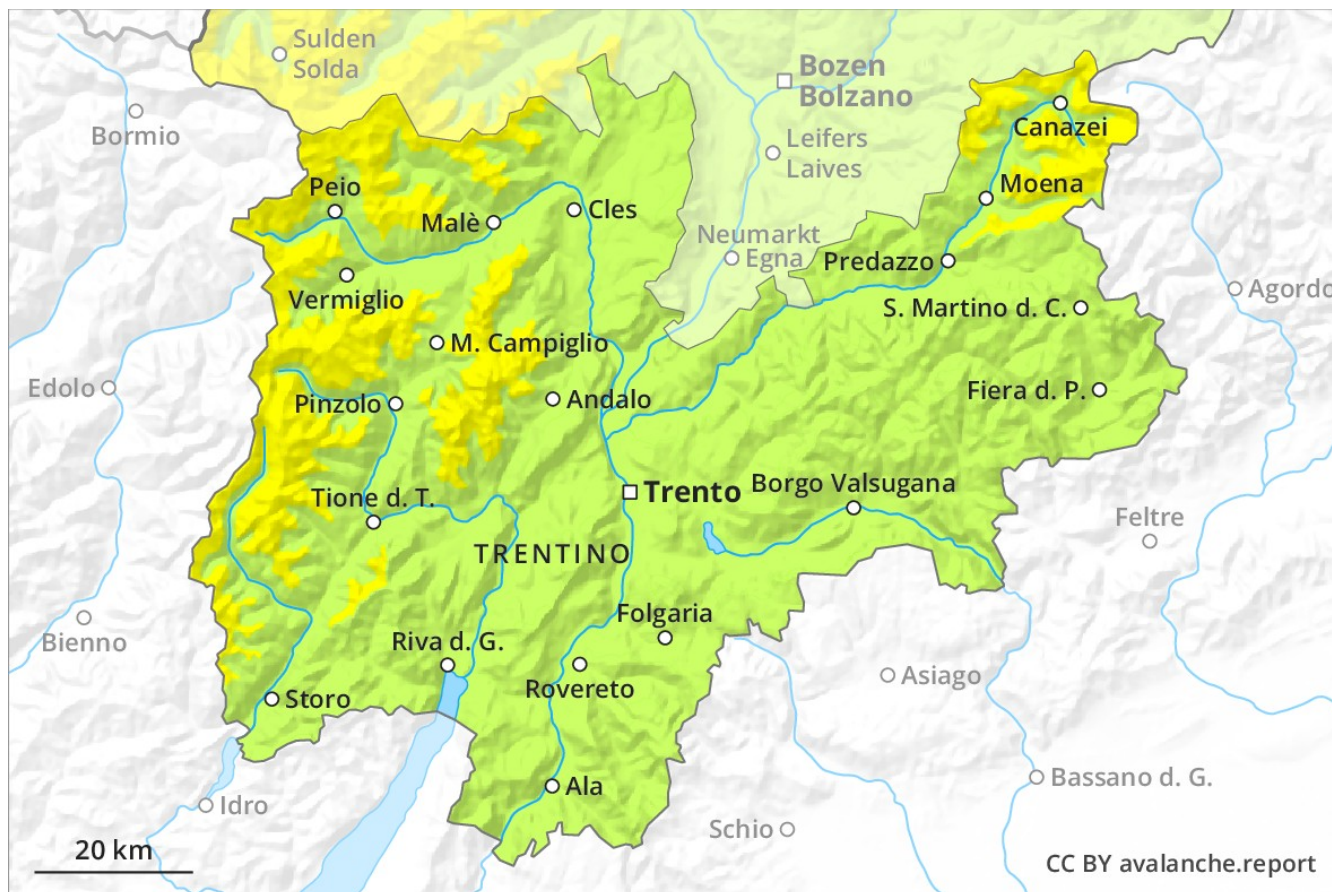 Sulden
Solda
Bozen
Bolzano
Bormio
Canazei
Leifers
Laives
Peio
Moena
Malè
Cles
Neumarkt
Egna
Predazzo
Vermiglio
Agordo
S. Martino d. C.
M. Campiglio
Edolo
Pinzolo
Andalo
Fiera d. P.
Tione d. T.
Trento
Borgo Valsugana
Feltre
TRENTINO
Bienno
Folgaria
Riva d. G.
Asiago
Storo
Rovereto
Ala
Bassano d. G.
Idro
Schio
20 km
CC BY avalanche.report